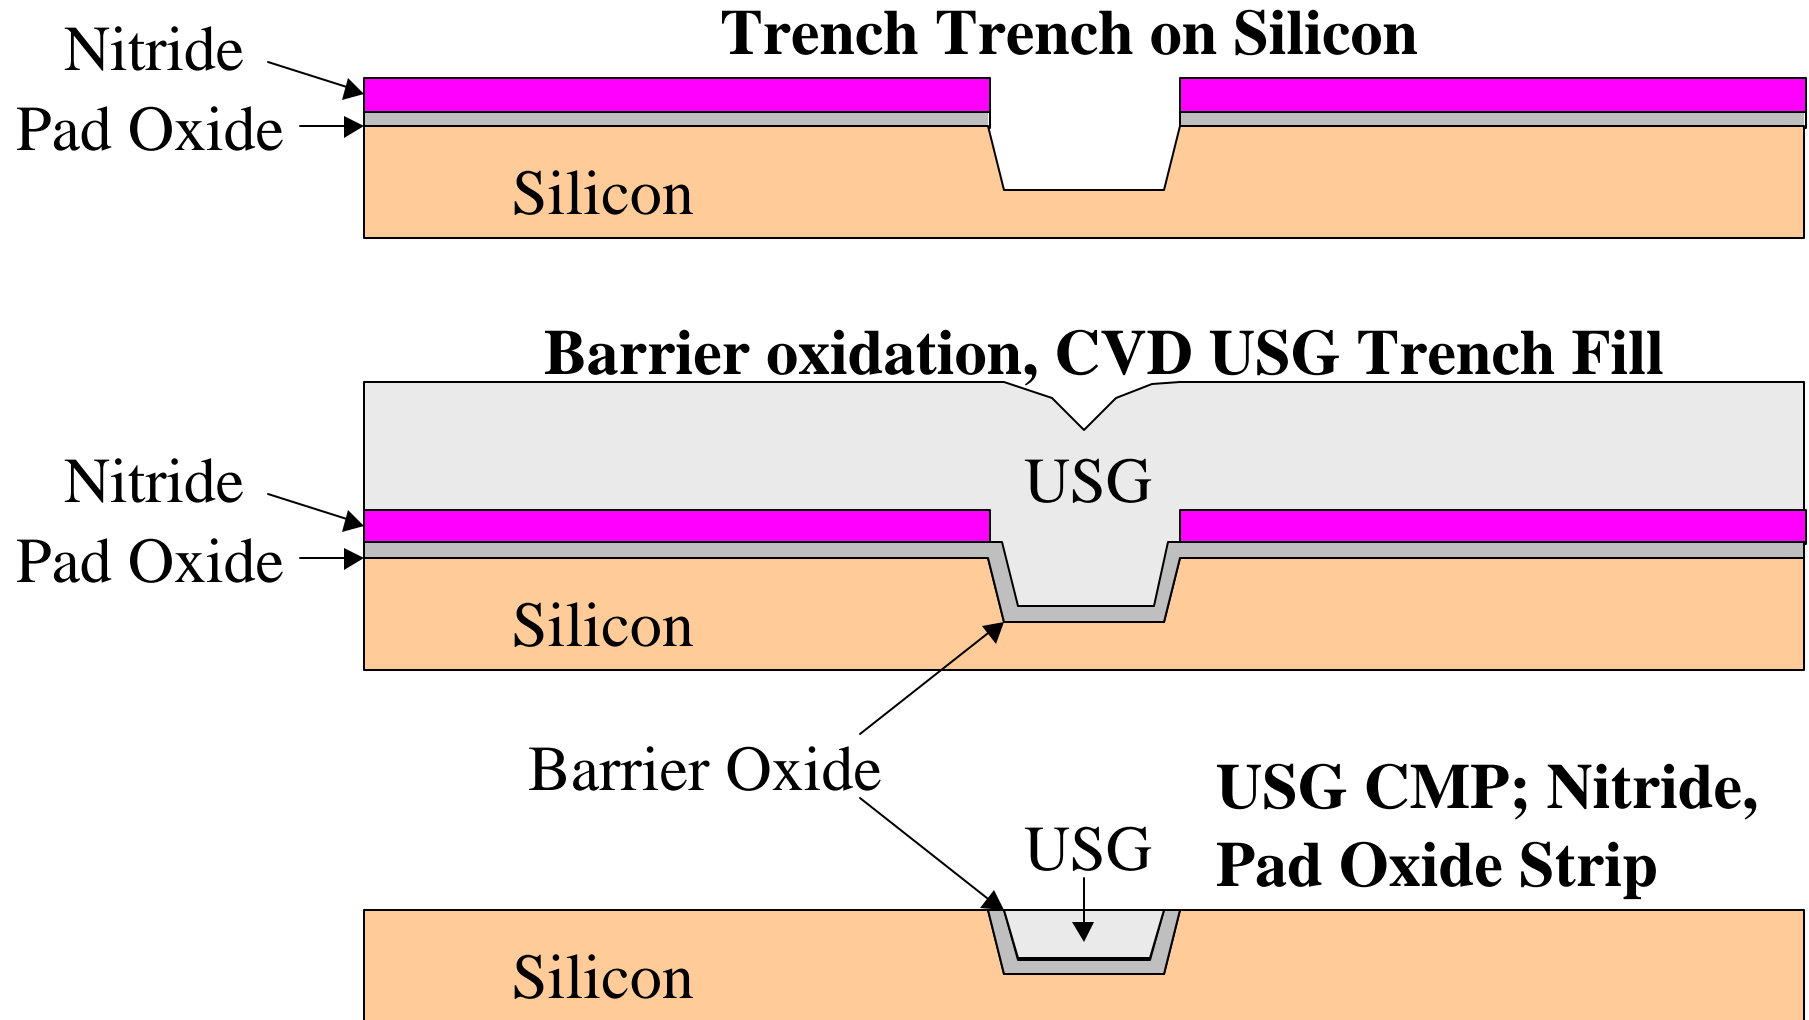 Trench Trench on Silicon
Nitride
Pad Oxide
Silicon
Barrier oxidation, CVD USG Trench Fill
USG
Nitride
Pad Oxide
Silicon
Barrier Oxide
USG CMP; Nitride,
Pad Oxide Strip
USG
Silicon